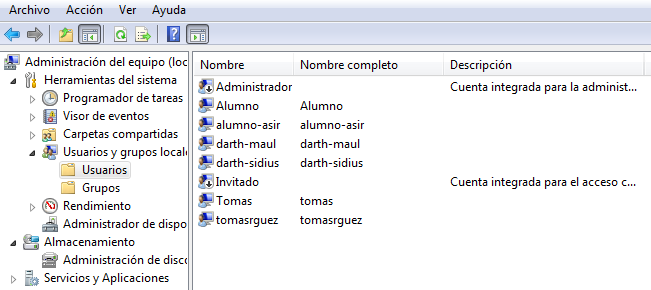 Archivo Acción Ver Ayuda
Administración del equipo (loc
Herramientas del sistema
Programador de tareas
Visor de eventos
Carpetas compartidas
Usuarios y grupos locale
Usuarios
Grupos
Rendimiento
Administrador de dispo
Almacenamiento
Administración de disco
Servicios y Aplicaciones
Nombre Nombre completo Descripción
Administrador Cuenta integrada para la administ...
Alumno Alumno
alumno-asir alumno-asir
darth-maul darth-maul
darth-sidius darth-sidius
Invitado Cuenta integrada para el acceso c...
Tomas tomas
tomasrguez tomasrguez